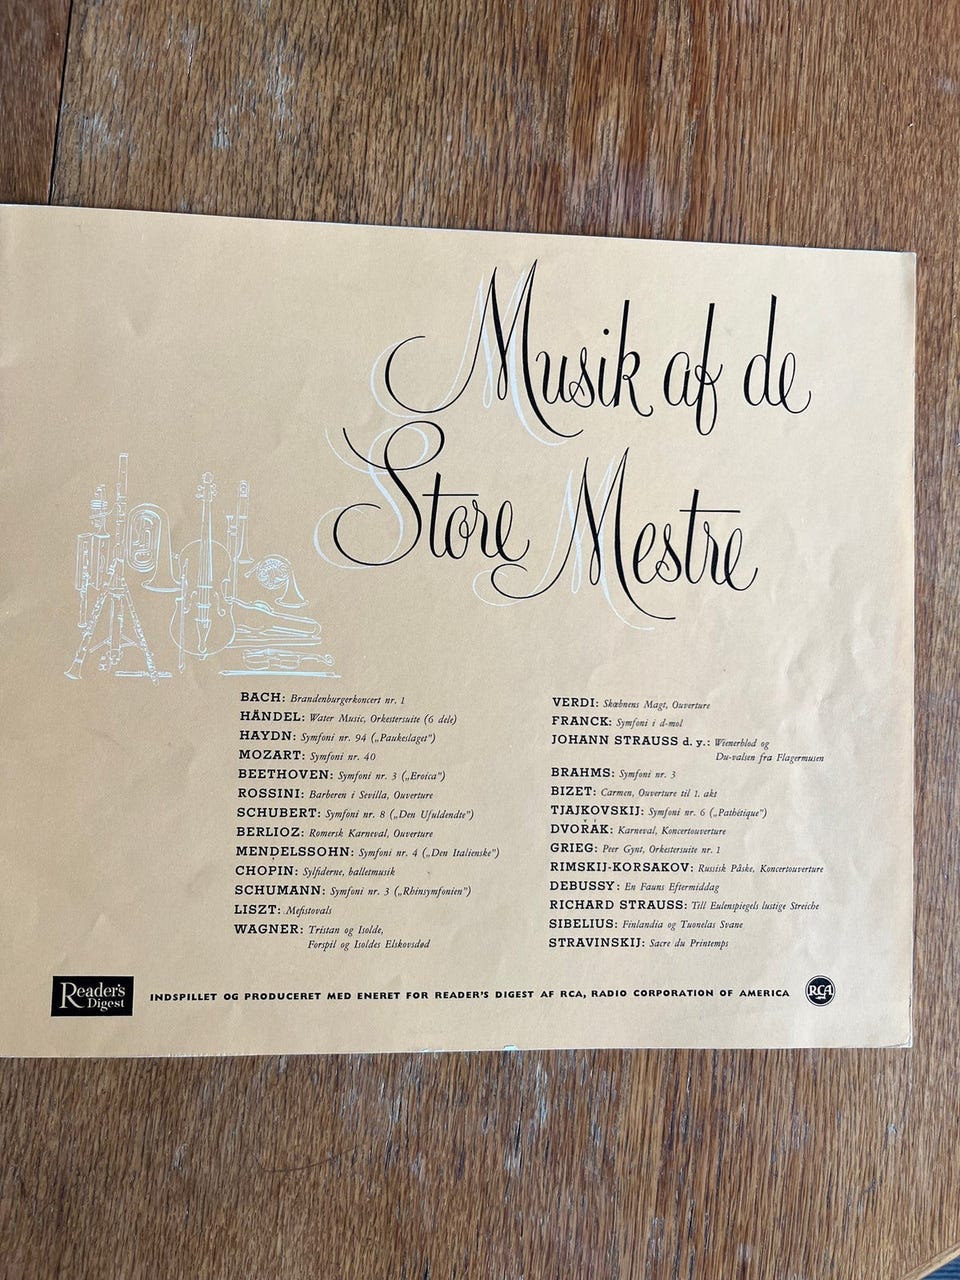 Musik af de
Store Mestre
BACH: Brandenburgerkoncert nr. 1
HÄNDEL: Water Music, Orkestersuite (6 dele)
HAYDN: Symfoni nr. 94 („Paukeslaget”)
MOZART: Symfoni nr. 40
BEETHOVEN: Symfoni nr. 3 („Eroica”)
ROSSINI: Barberen i Sevilla, Ouverture
SCHUBERT: Symfoni nr. 8 („Den Ufuldendte”)
BERLIOZ: Romersk Karneval, Ouverture
MENDELSSOHN: Symfoni nr. 4 („Den Italienske”)
CHOPIN: Sylfiderne, balletmusik
SCHUMANN: Symfoni nr. 3 („Rhinsymfonien”)
LISZT: Mefistovals
WAGNER: Tristan og Isolde,
Forspil og Isoldes Elskovsdød
VERDI: Skæbnens Magt, Ouverture
FRANCK: Symfoni i d-mol
JOHANN STRAUSS d. y.: Wienerblod og
Du-valsen fra Flagermusen
BRAHMS: Symfoni nr. 3
BIZET: Carmen, Ouverture til 1. akt
TJAJKOVSKIJ: Symfoni nr. 6 („Pathétique”)
DVOŘÁK: Karneval, Koncertouverture
GRIEG: Peer Gynt, Orkestersuite nr. 1
RIMSKIJ-KORSAKOV: Russisk Påske, Koncertouverture
DEBUSSY: En Fauns Eftermiddag
RICHARD STRAUSS: Till Eulenspiegels lustige Streiche
SIBELIUS: Finlandia og Tuonelas Svane
STRAVINSKIJ: Sacre du Printemps
Reader's
Digest
INDSPILLET OG PRODUCERET MED ENERET FOR READER'S DIGEST AF RCA, RADIO CORPORATION OF AMERICA
RCA